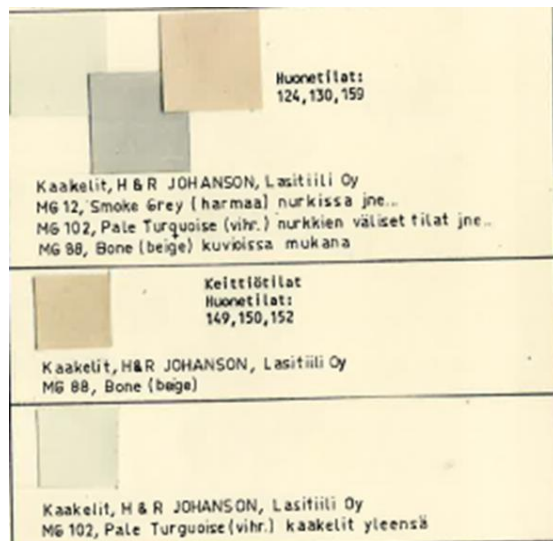 Huonetilat:
124,130,159
Kaakelit, H & R JOHANSON, Lasitiili Oy
MG 12, Smoke Grey (harmaa) nurkissa jne...
MG 102, Pale Turquoise (vihr.) nurkkien väliset tilat jne..
MG 88, Bone (beige) kuvioissa mukana
Keittiötilat
Huonetilat:
149,150,152
Kaakelit, H&R JOHANSON, Lasitiili Oy
MG 88, Bone (beige)
Kaakelit, H & R JOHANSON, Lasitiili Oy
MG 102, Pale Turguoise (vihr.) kaakelit yleensä